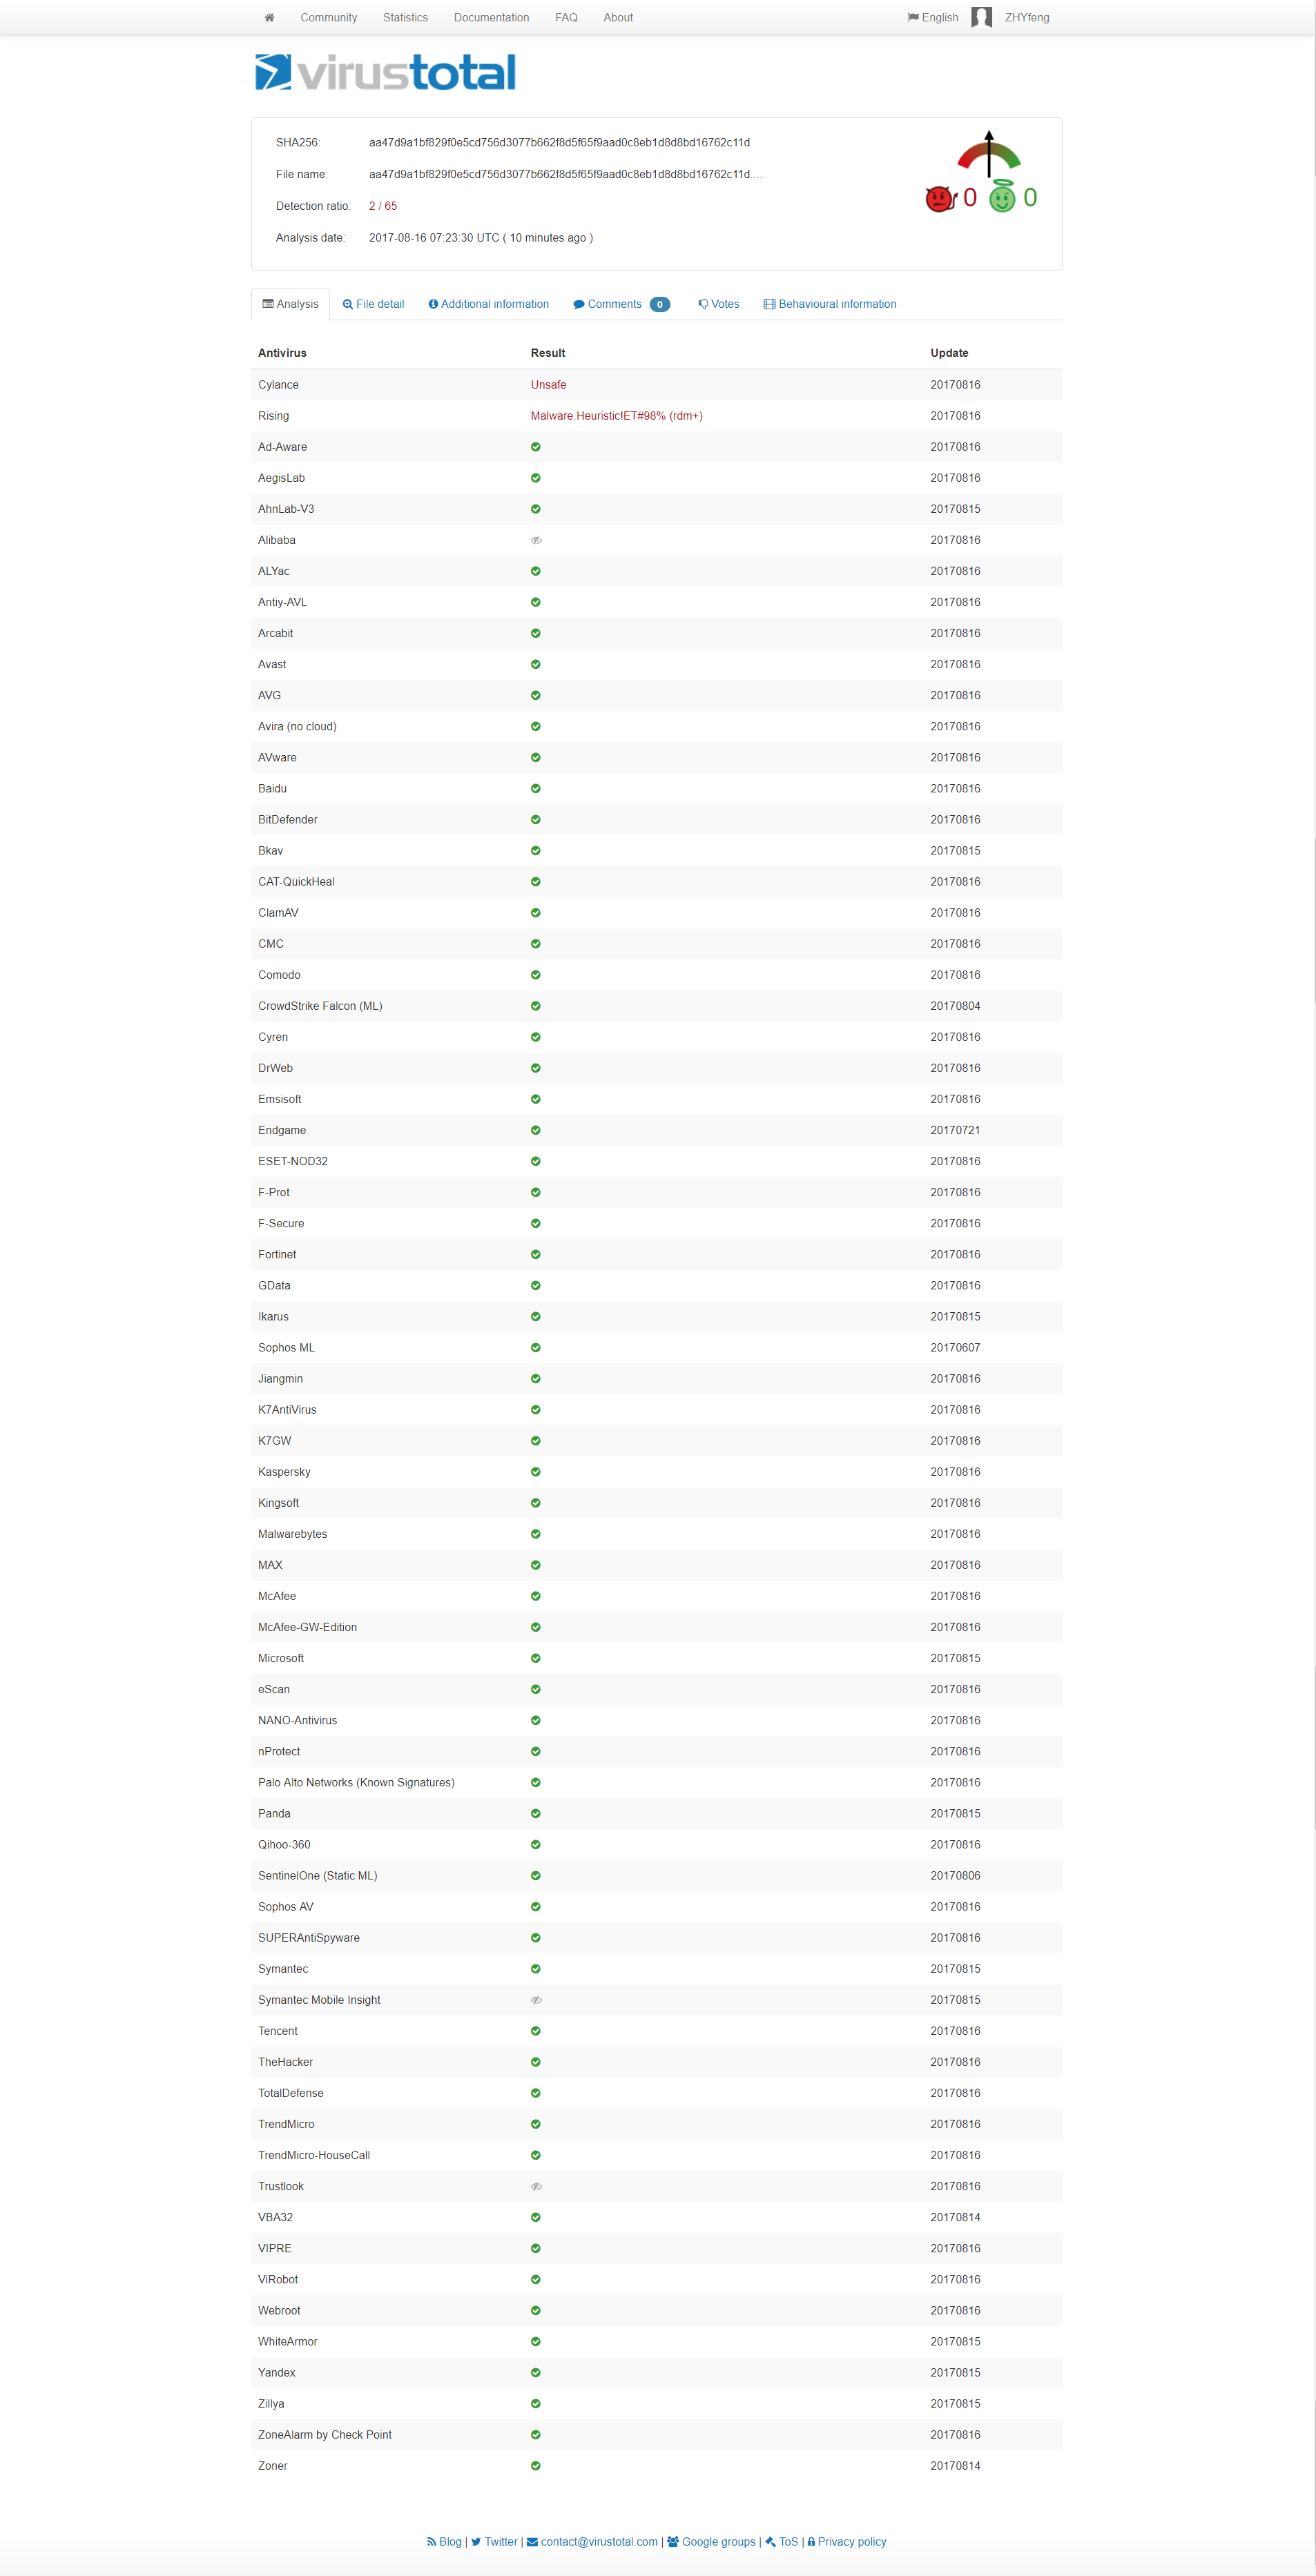 Community Statistics Documentation FAQ About English ZHYfeng
virustotal
SHA256: aa47d9a1bf829f0e5cd756d3077b662f8d5f65f9aad0c8eb1d8d8bd16762c11d
File name: aa47d9a1bf829f0e5cd756d3077b662f8d5f65f9aad0c8eb1d8d8bd16762c11d....
Detection ratio: 2 / 65
Analysis date: 2017-08-16 07:23:30 UTC ( 10 minutes ago )
0 0
Analysis File detail Additional information Comments 0 Votes Behavioural information
Antivirus Result Update
Cylance Unsafe 20170816
Rising Malware.Heuristic!ET#98% (rdm+) 20170816
Ad-Aware 20170816
AegisLab 20170816
AhnLab-V3 20170815
Alibaba 20170816
ALYac 20170816
Antiy-AVL 20170816
Arcabit 20170816
Avast 20170816
AVG 20170816
Avira (no cloud) 20170816
AVware 20170816
Baidu 20170816
BitDefender 20170816
Bkav 20170815
CAT-QuickHeal 20170816
ClamAV 20170816
CMC 20170816
Comodo 20170816
CrowdStrike Falcon (ML) 20170804
Cyren 20170816
DrWeb 20170816
Emsisoft 20170816
Endgame 20170721
ESET-NOD32 20170816
F-Prot 20170816
F-Secure 20170816
Fortinet 20170816
GData 20170816
Ikarus 20170815
Sophos ML 20170607
Jiangmin 20170816
K7AntiVirus 20170816
K7GW 20170816
Kaspersky 20170816
Kingsoft 20170816
Malwarebytes 20170816
MAX 20170816
McAfee 20170816
McAfee-GW-Edition 20170816
Microsoft 20170815
eScan 20170816
NANO-Antivirus 20170816
nProtect 20170816
Palo Alto Networks (Known Signatures) 20170816
Panda 20170815
Qihoo-360 20170816
SentinelOne (Static ML) 20170806
Sophos AV 20170816
SUPERAntiSpyware 20170816
Symantec 20170815
Symantec Mobile Insight 20170815
Tencent 20170816
TheHacker 20170816
TotalDefense 20170816
TrendMicro 20170816
TrendMicro-HouseCall 20170816
Trustlook 20170816
VBA32 20170814
VIPRE 20170816
ViRobot 20170816
Webroot 20170816
WhiteArmor 20170815
Yandex 20170815
Zillya 20170815
ZoneAlarm by Check Point 20170816
Zoner 20170814
Blog | Twitter | contact@virustotal.com | Google groups | ToS | Privacy policy